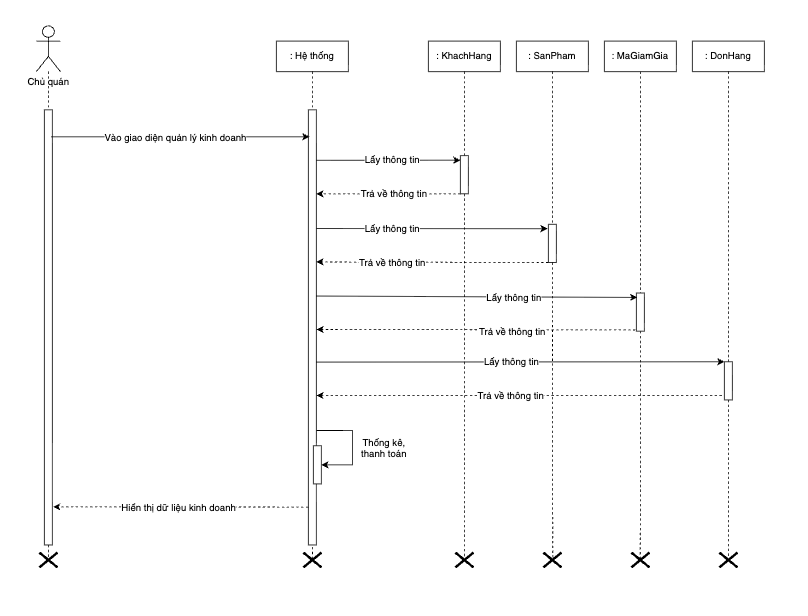 Chủ quán
: Hệ thống
: KhachHang
: SanPham
: MaGiamGia
: DonHang
Vào giao diện quản lý kinh doanh
Lấy thông tin
Trả về thông tin
Lấy thông tin
Trả về thông tin
Lấy thông tin
Trả về thông tin
Lấy thông tin
Trả về thông tin
Thống kê,
thanh toán
Hiển thị dữ liệu kinh doanh